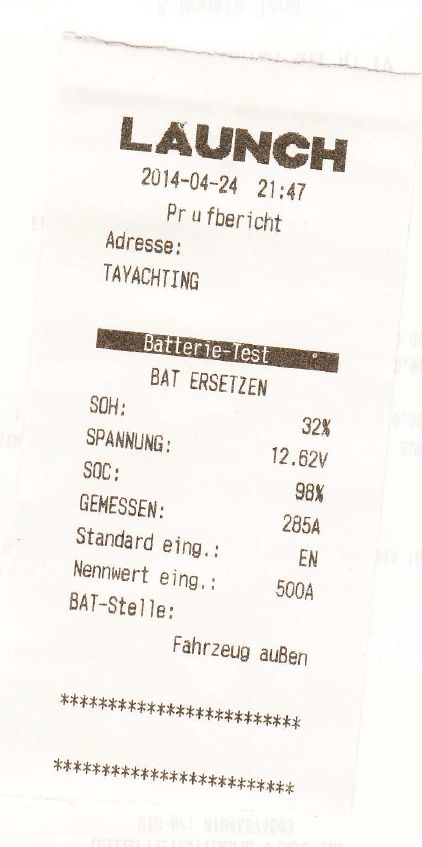 LAUNCH
2014-04-24 21:47
Prufbericht
Adresse:
TAYACHTING
Batterie-Test
BAT ERSETZEN
SOH: 32%
SPANNUNG: 12.62V
SOC: 98%
GEMESSEN: 285A
Standard eing.: EN
Nennwert eing.: 500A
BAT-Stelle:
Fahrzeug außen
*************************
*************************